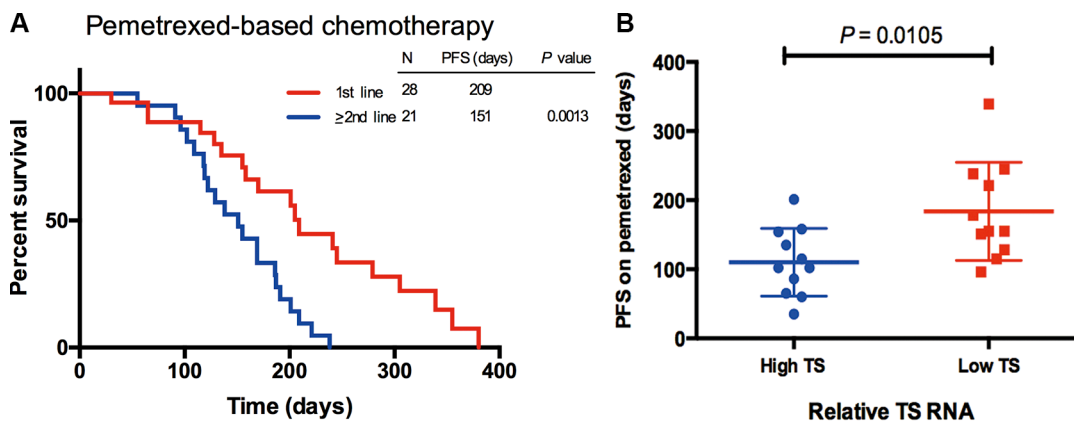 A
Pemetrexed-based chemotherapy
N PFS (days) P value
1st line 28 209
≥2nd line 21 151 0.0013
Percent survival
100
50
0
0 100 200 300 400
Time (days)
B
P = 0.0105
PFS on pemetrexed (days)
400
300
200
100
0
High TS Low TS
Relative TS RNA